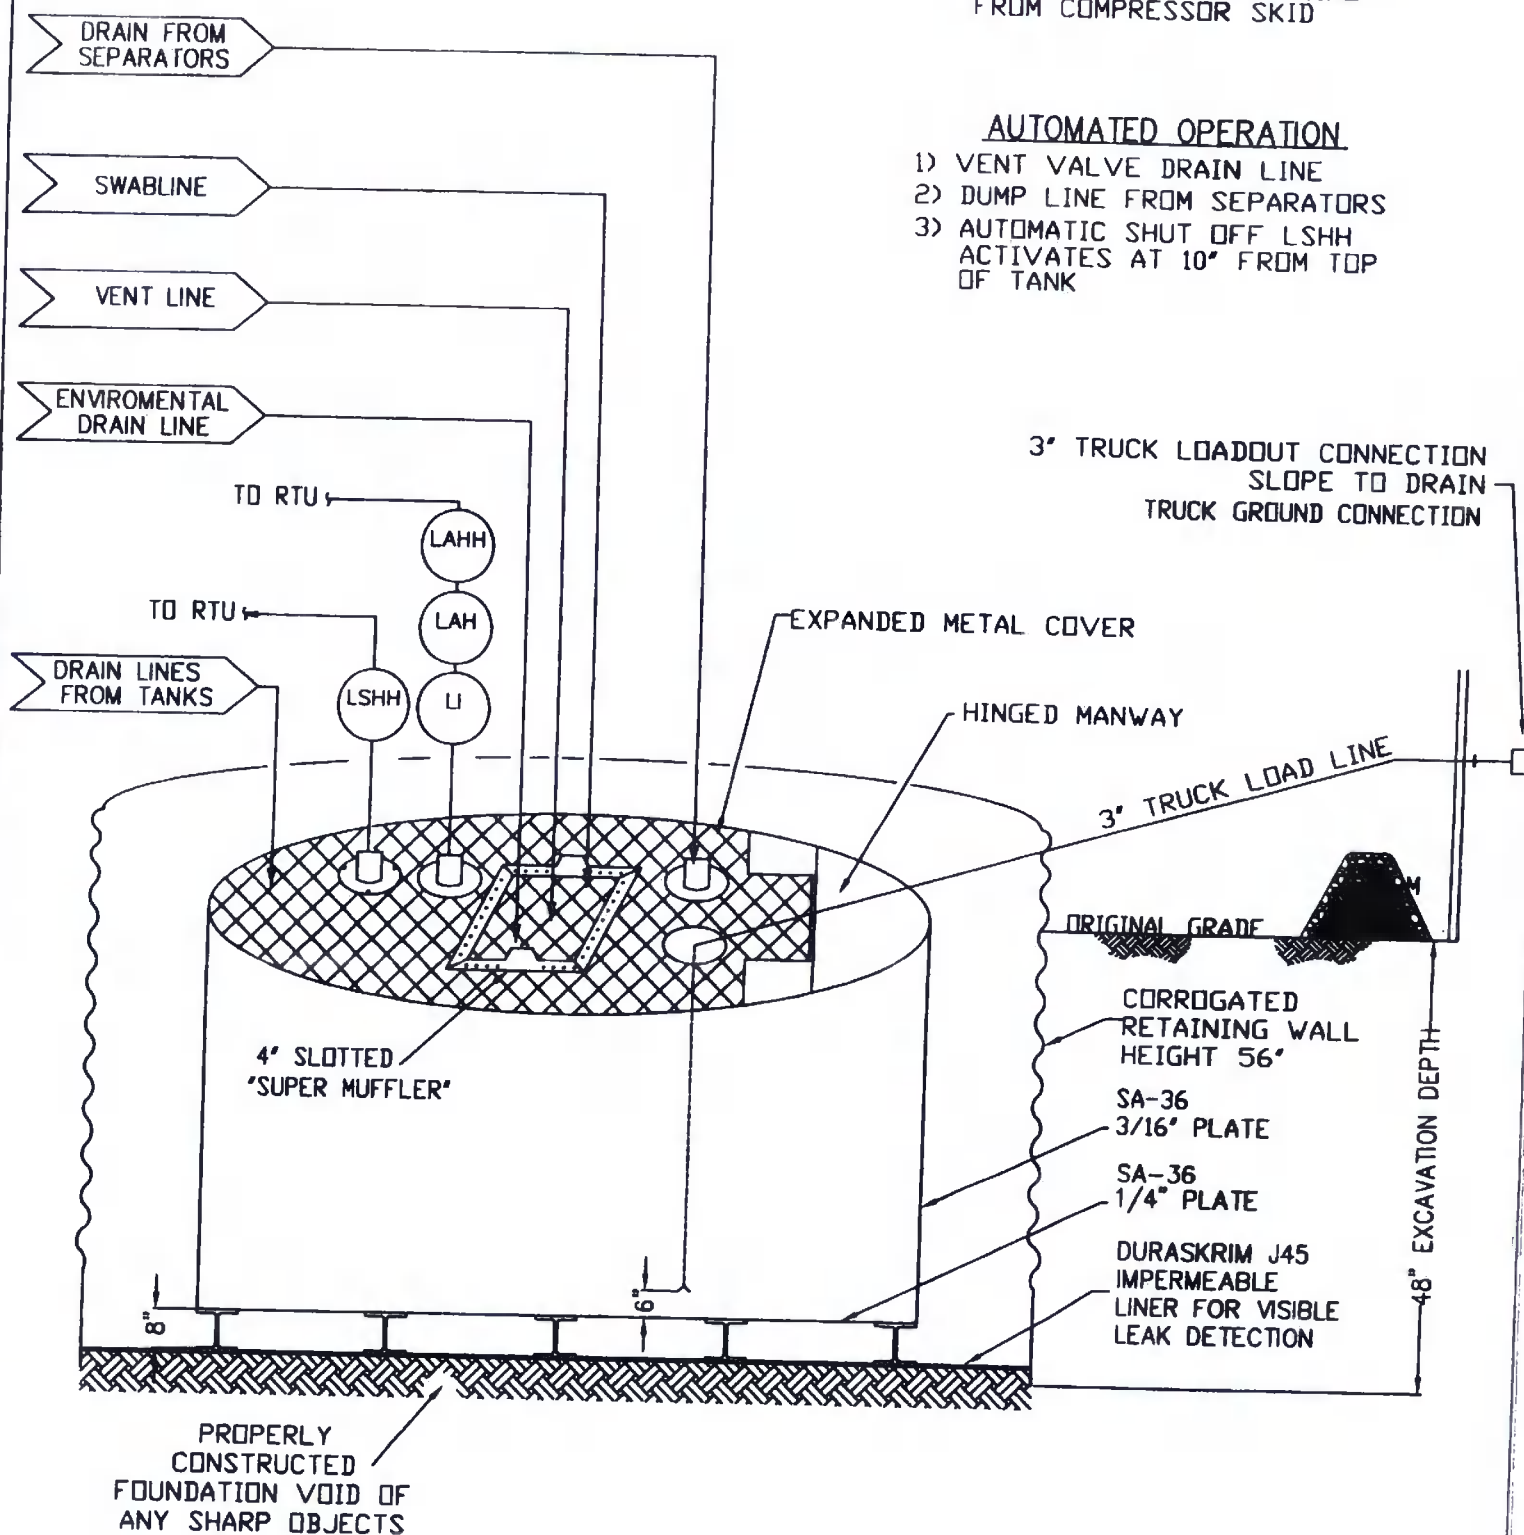 FROM COMPRESSOR SKID
DRAIN FROM
SEPARATORS
AUTOMATED OPERATION
1) VENT VALVE DRAIN LINE
2) DUMP LINE FROM SEPARATORS
3) AUTOMATIC SHUT OFF LSHH
ACTIVATES AT 10" FROM TOP
OF TANK
SWABLINE
VENT LINE
ENVIROMENTAL
DRAIN LINE
3" TRUCK LOADOUT CONNECTION
SLOPE TO DRAIN
TRUCK GROUND CONNECTION
TO RTU
LAHH
TO RTU
LAH
EXPANDED METAL COVER
DRAIN LINES
FROM TANKS
LSHH
LI
HINGED MANWAY
3" TRUCK LOAD LINE
M
ORIGINAL GRADE
CORROGATED
RETAINING WALL
HEIGHT 56"
4" SLOTTED
"SUPER MUFFLER"
SA-36
3/16" PLATE
SA-36
1/4" PLATE
48" EXCAVATION DEPTH
DURASKRIM J45
IMPERMEABLE
LINER FOR VISIBLE
LEAK DETECTION
8"
6"
PROPERLY
CONSTRUCTED
FOUNDATION VOID OF
ANY SHARP OBJECTS